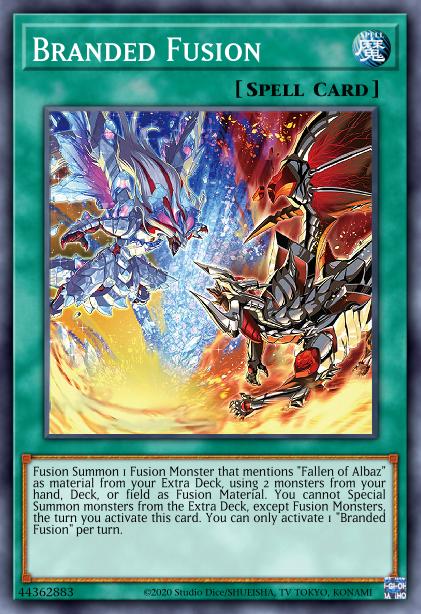 Branded Fusion
SPELL
魔
[Spell Card]
Fusion Summon 1 Fusion Monster that mentions "Fallen of Albaz"
as material from your Extra Deck, using 2 monsters from your
hand, Deck, or field as Fusion Material. You cannot Special
Summon monsters from the Extra Deck, except Fusion Monsters,
the turn you activate this card. You can only activate 1 "Branded
Fusion" per turn.
44362883
©2020 Studio Dice/SHUEISHA, TV TOKYO, KONAMI